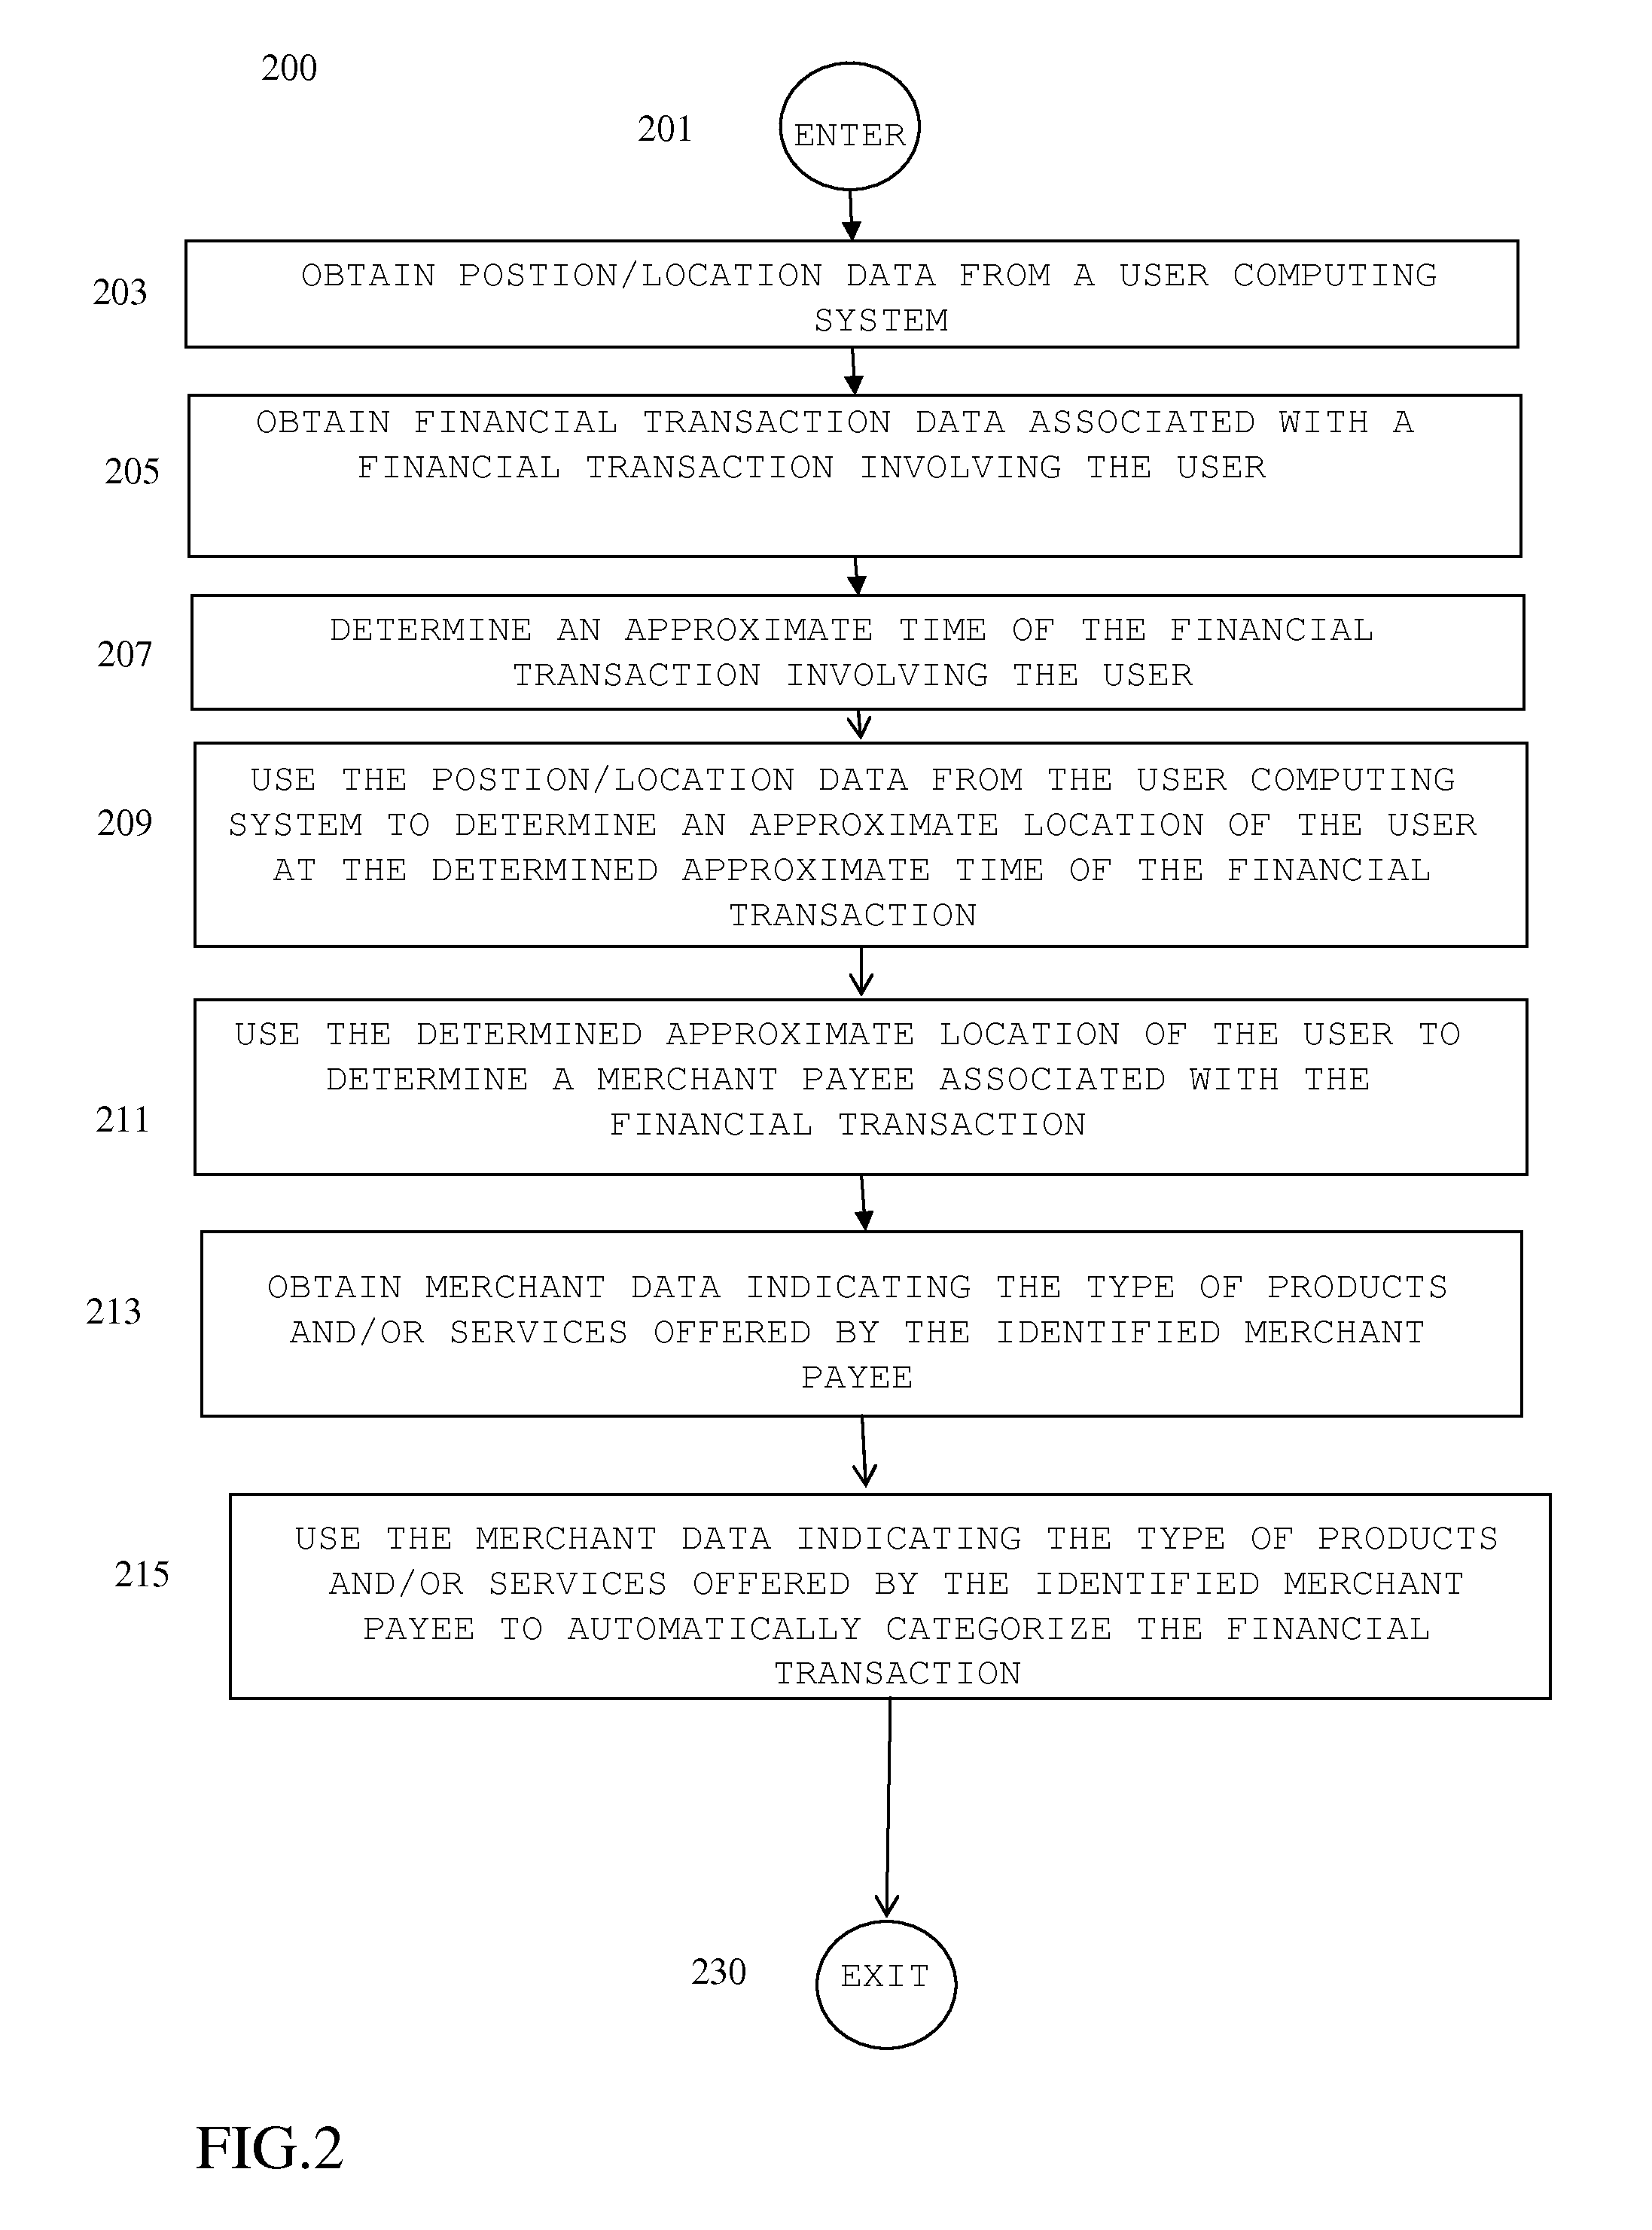 200
201
ENTER
203
OBTAIN POSTION/LOCATION DATA FROM A USER COMPUTING
SYSTEM
205
OBTAIN FINANCIAL TRANSACTION DATA ASSOCIATED WITH A
FINANCIAL TRANSACTION INVOLVING THE USER
207
DETERMINE AN APPROXIMATE TIME OF THE FINANCIAL
TRANSACTION INVOLVING THE USER
209
USE THE POSTION/LOCATION DATA FROM THE USER COMPUTING
SYSTEM TO DETERMINE AN APPROXIMATE LOCATION OF THE USER
AT THE DETERMINED APPROXIMATE TIME OF THE FINANCIAL
TRANSACTION
211
USE THE DETERMINED APPROXIMATE LOCATION OF THE USER TO
DETERMINE A MERCHANT PAYEE ASSOCIATED WITH THE
FINANCIAL TRANSACTION
213
OBTAIN MERCHANT DATA INDICATING THE TYPE OF PRODUCTS
AND/OR SERVICES OFFERED BY THE IDENTIFIED MERCHANT
PAYEE
215
USE THE MERCHANT DATA INDICATING THE TYPE OF PRODUCTS
AND/OR SERVICES OFFERED BY THE IDENTIFIED MERCHANT
PAYEE TO AUTOMATICALLY CATEGORIZE THE FINANCIAL
TRANSACTION
230
EXIT
FIG.2